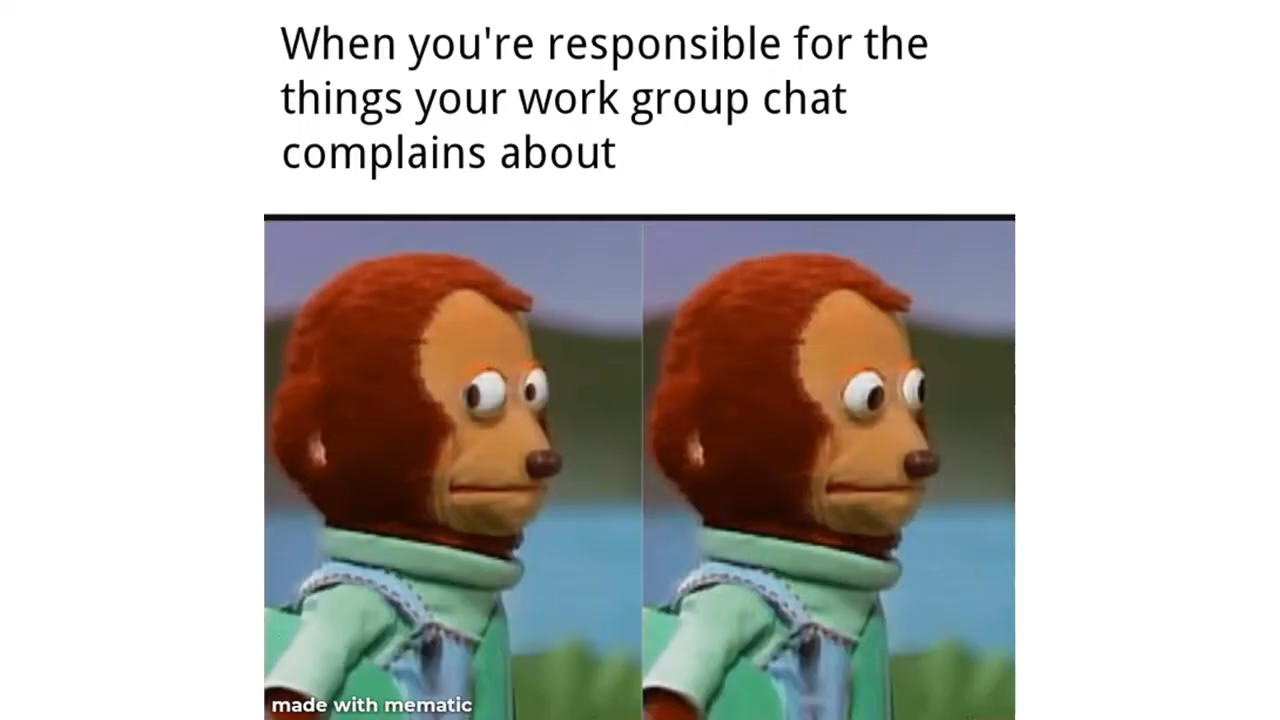 When you're responsible for the
things your work group chat
complains about
made with mematic